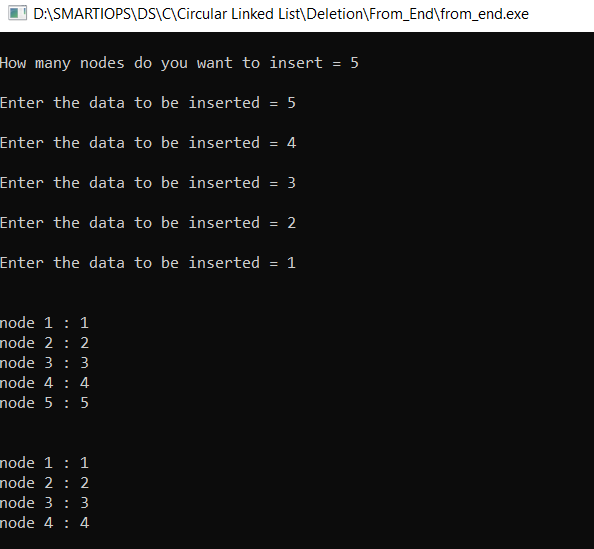 D:\SMARTIOPS\DS\C\Circular Linked List\Deletion\From_End\from_end.exe
How many nodes do you want to insert = 5
Enter the data to be inserted = 5
Enter the data to be inserted = 4
Enter the data to be inserted = 3
Enter the data to be inserted = 2
Enter the data to be inserted = 1
node 1 : 1
node 2 : 2
node 3 : 3
node 4 : 4
node 5 : 5
node 1 : 1
node 2 : 2
node 3 : 3
node 4 : 4